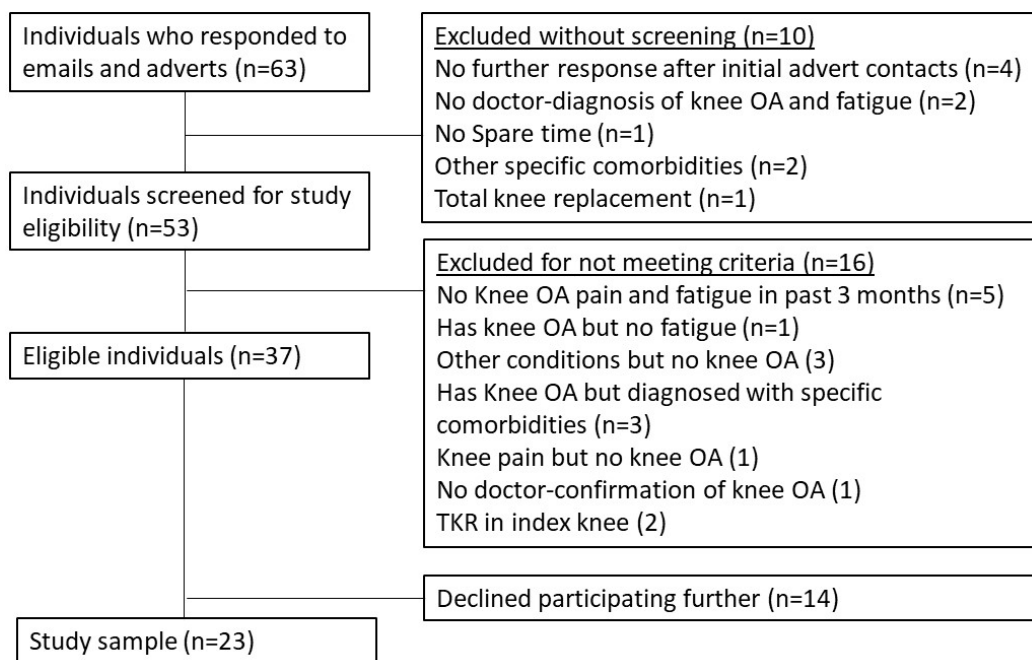 Individuals who responded to
emails and adverts (n=63)
Excluded without screening (n=10)
No further response after initial advert contacts (n=4)
No doctor-diagnosis of knee OA and fatigue (n=2)
No Spare time (n=1)
Other specific comorbidities (n=2)
Total knee replacement (n=1)
Individuals screened for study
eligibility (n=53)
Excluded for not meeting criteria (n=16)
No Knee OA pain and fatigue in past 3 months (n=5)
Has knee OA but no fatigue (n=1)
Other conditions but no knee OA (3)
Has Knee OA but diagnosed with specific
comorbidities (n=3)
Knee pain but no knee OA (1)
No doctor-confirmation of knee OA (1)
TKR in index knee (2)
Eligible individuals (n=37)
Declined participating further (n=14)
Study sample (n=23)